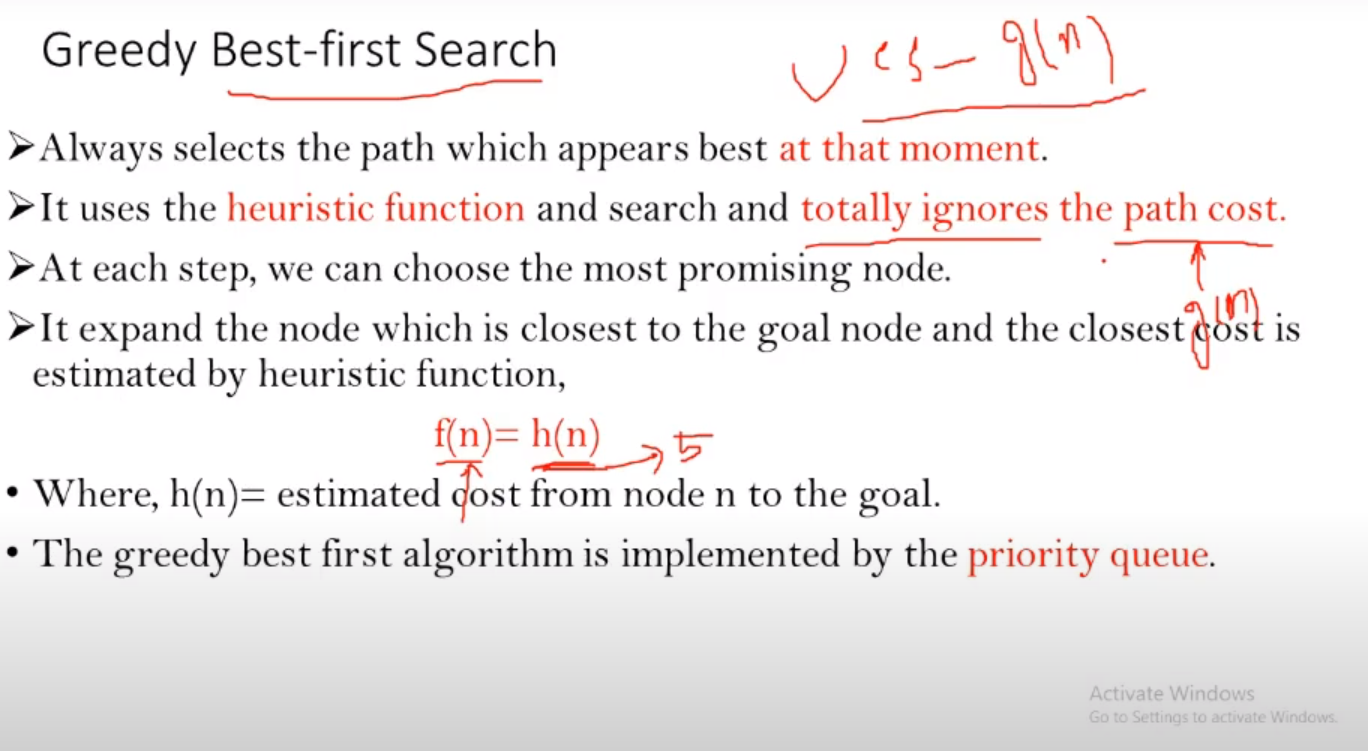 Greedy Best-first Search
UCS - g(n)
➤Always selects the path which appears best at that moment.
➤It uses the heuristic function and search and totally ignores the path cost.
➤At each step, we can choose the most promising node.
g(n)
➤It expand the node which is closest to the goal node and the closest cost is
estimated by heuristic function,
f(n)= h(n) → 5
• Where, h(n)= estimated cost from node n to the goal.
• The greedy best first algorithm is implemented by the priority queue.
Activate Windows
Go to Settings to activate Windows.